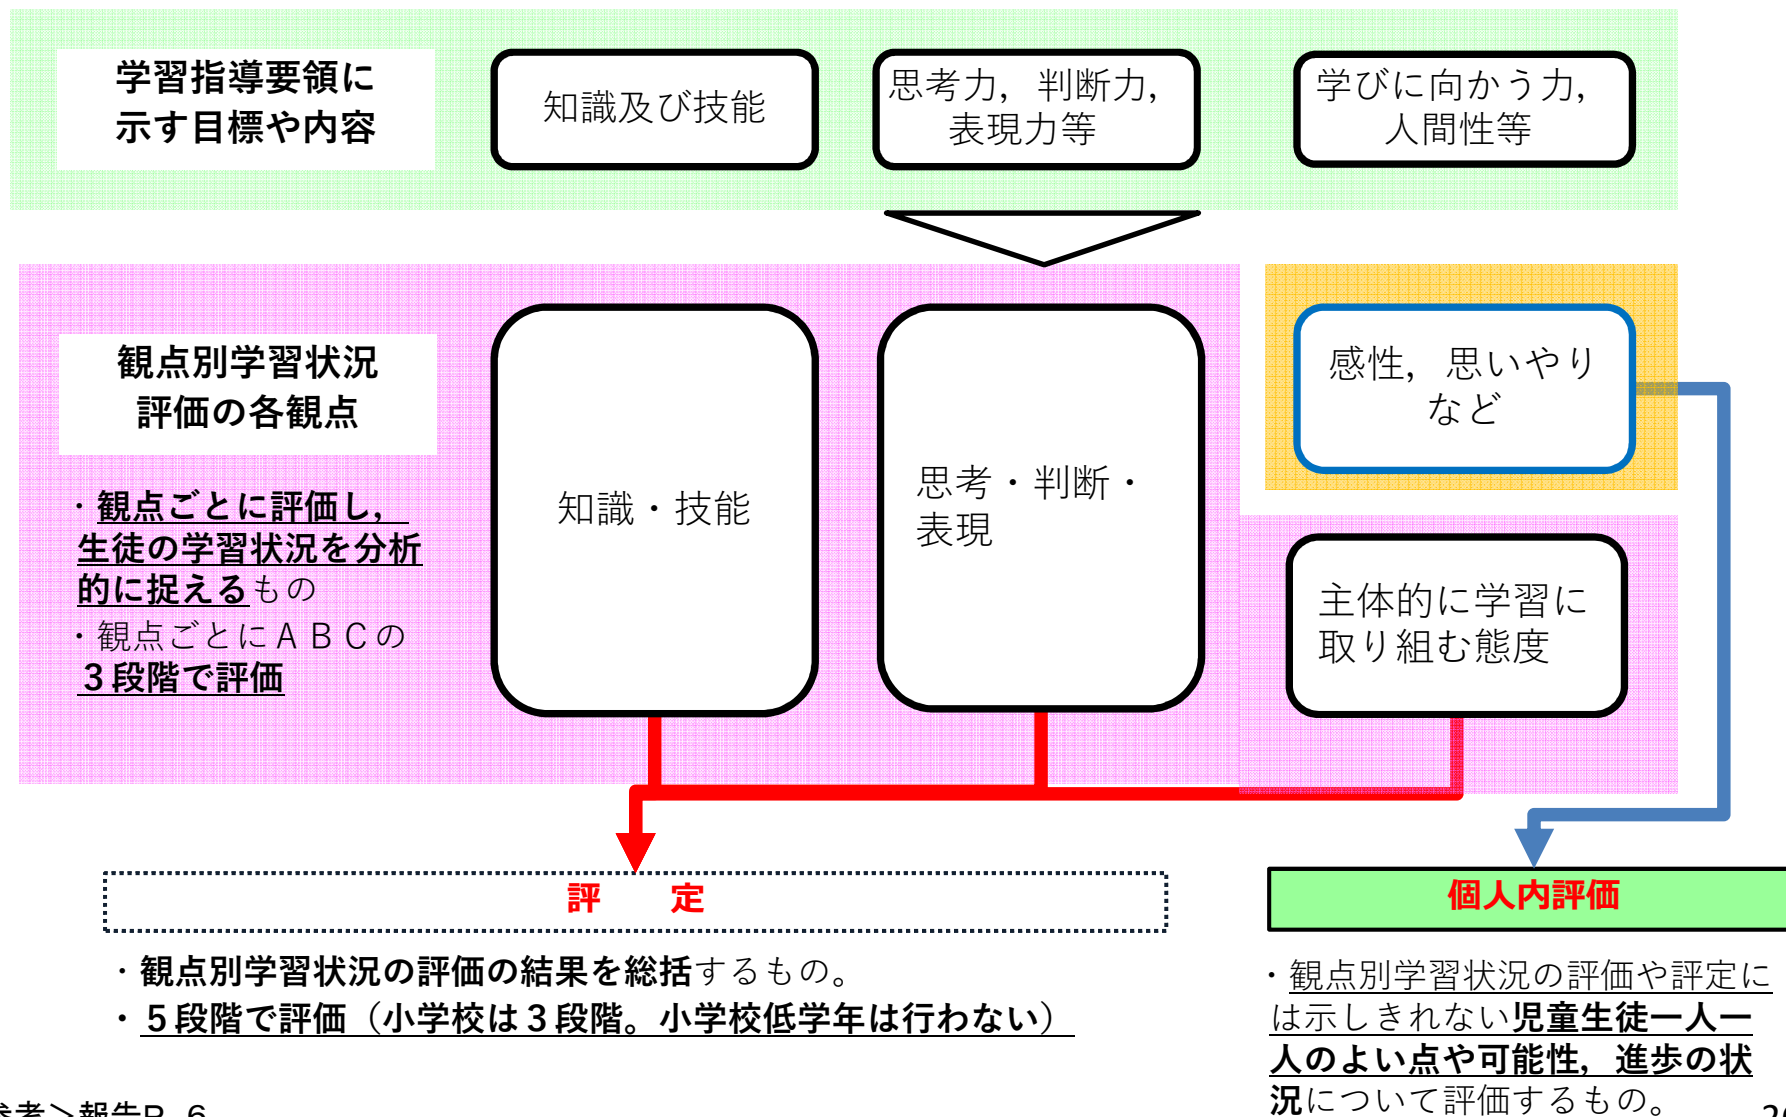 学習指導要領に
示す目標や内容
知識及び技能
思考力，判断力，
表現力等
学びに向かう力，
人間性等
観点別学習状況
評価の各観点
・観点ごとに評価し，
生徒の学習状況を分析
的に捉えるもの
・観点ごとにＡＢＣの
３段階で評価
知識・技能
思考・判断・
表現
感性，思いやり
など
主体的に学習に
取り組む態度
評　定
・観点別学習状況の評価の結果を総括するもの。
・５段階で評価（小学校は３段階。小学校低学年は行わない）
個人内評価
・観点別学習状況の評価や評定に
は示しきれない児童生徒一人一
人のよい点や可能性，進歩の状
況について評価するもの。
考＞報告P. 6